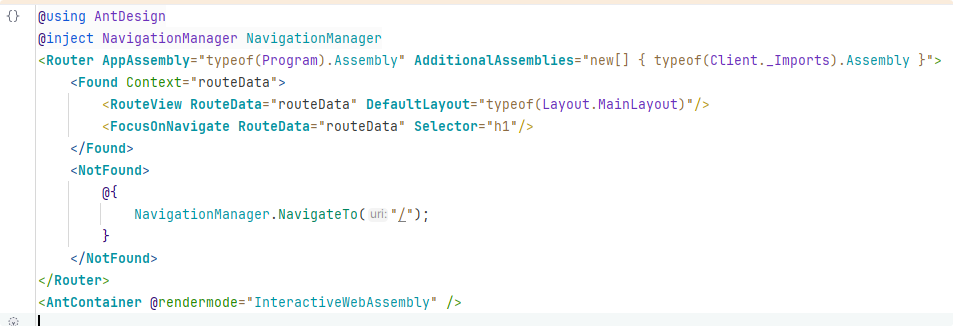 @using AntDesign
@inject NavigationManager NavigationManager
<Router AppAssembly="typeof(Program).Assembly" AdditionalAssemblies="new[] { typeof(Client._Imports).Assembly }">
    <Found Context="routeData">
        <RouteView RouteData="routeData" DefaultLayout="typeof(Layout.MainLayout)"/>
        <FocusOnNavigate RouteData="routeData" Selector="h1"/>
    </Found>
    <NotFound>
        @{
            NavigationManager.NavigateTo( uri: "/");
        }
    </NotFound>
</Router>
<AntContainer @rendermode="InteractiveWebAssembly" />